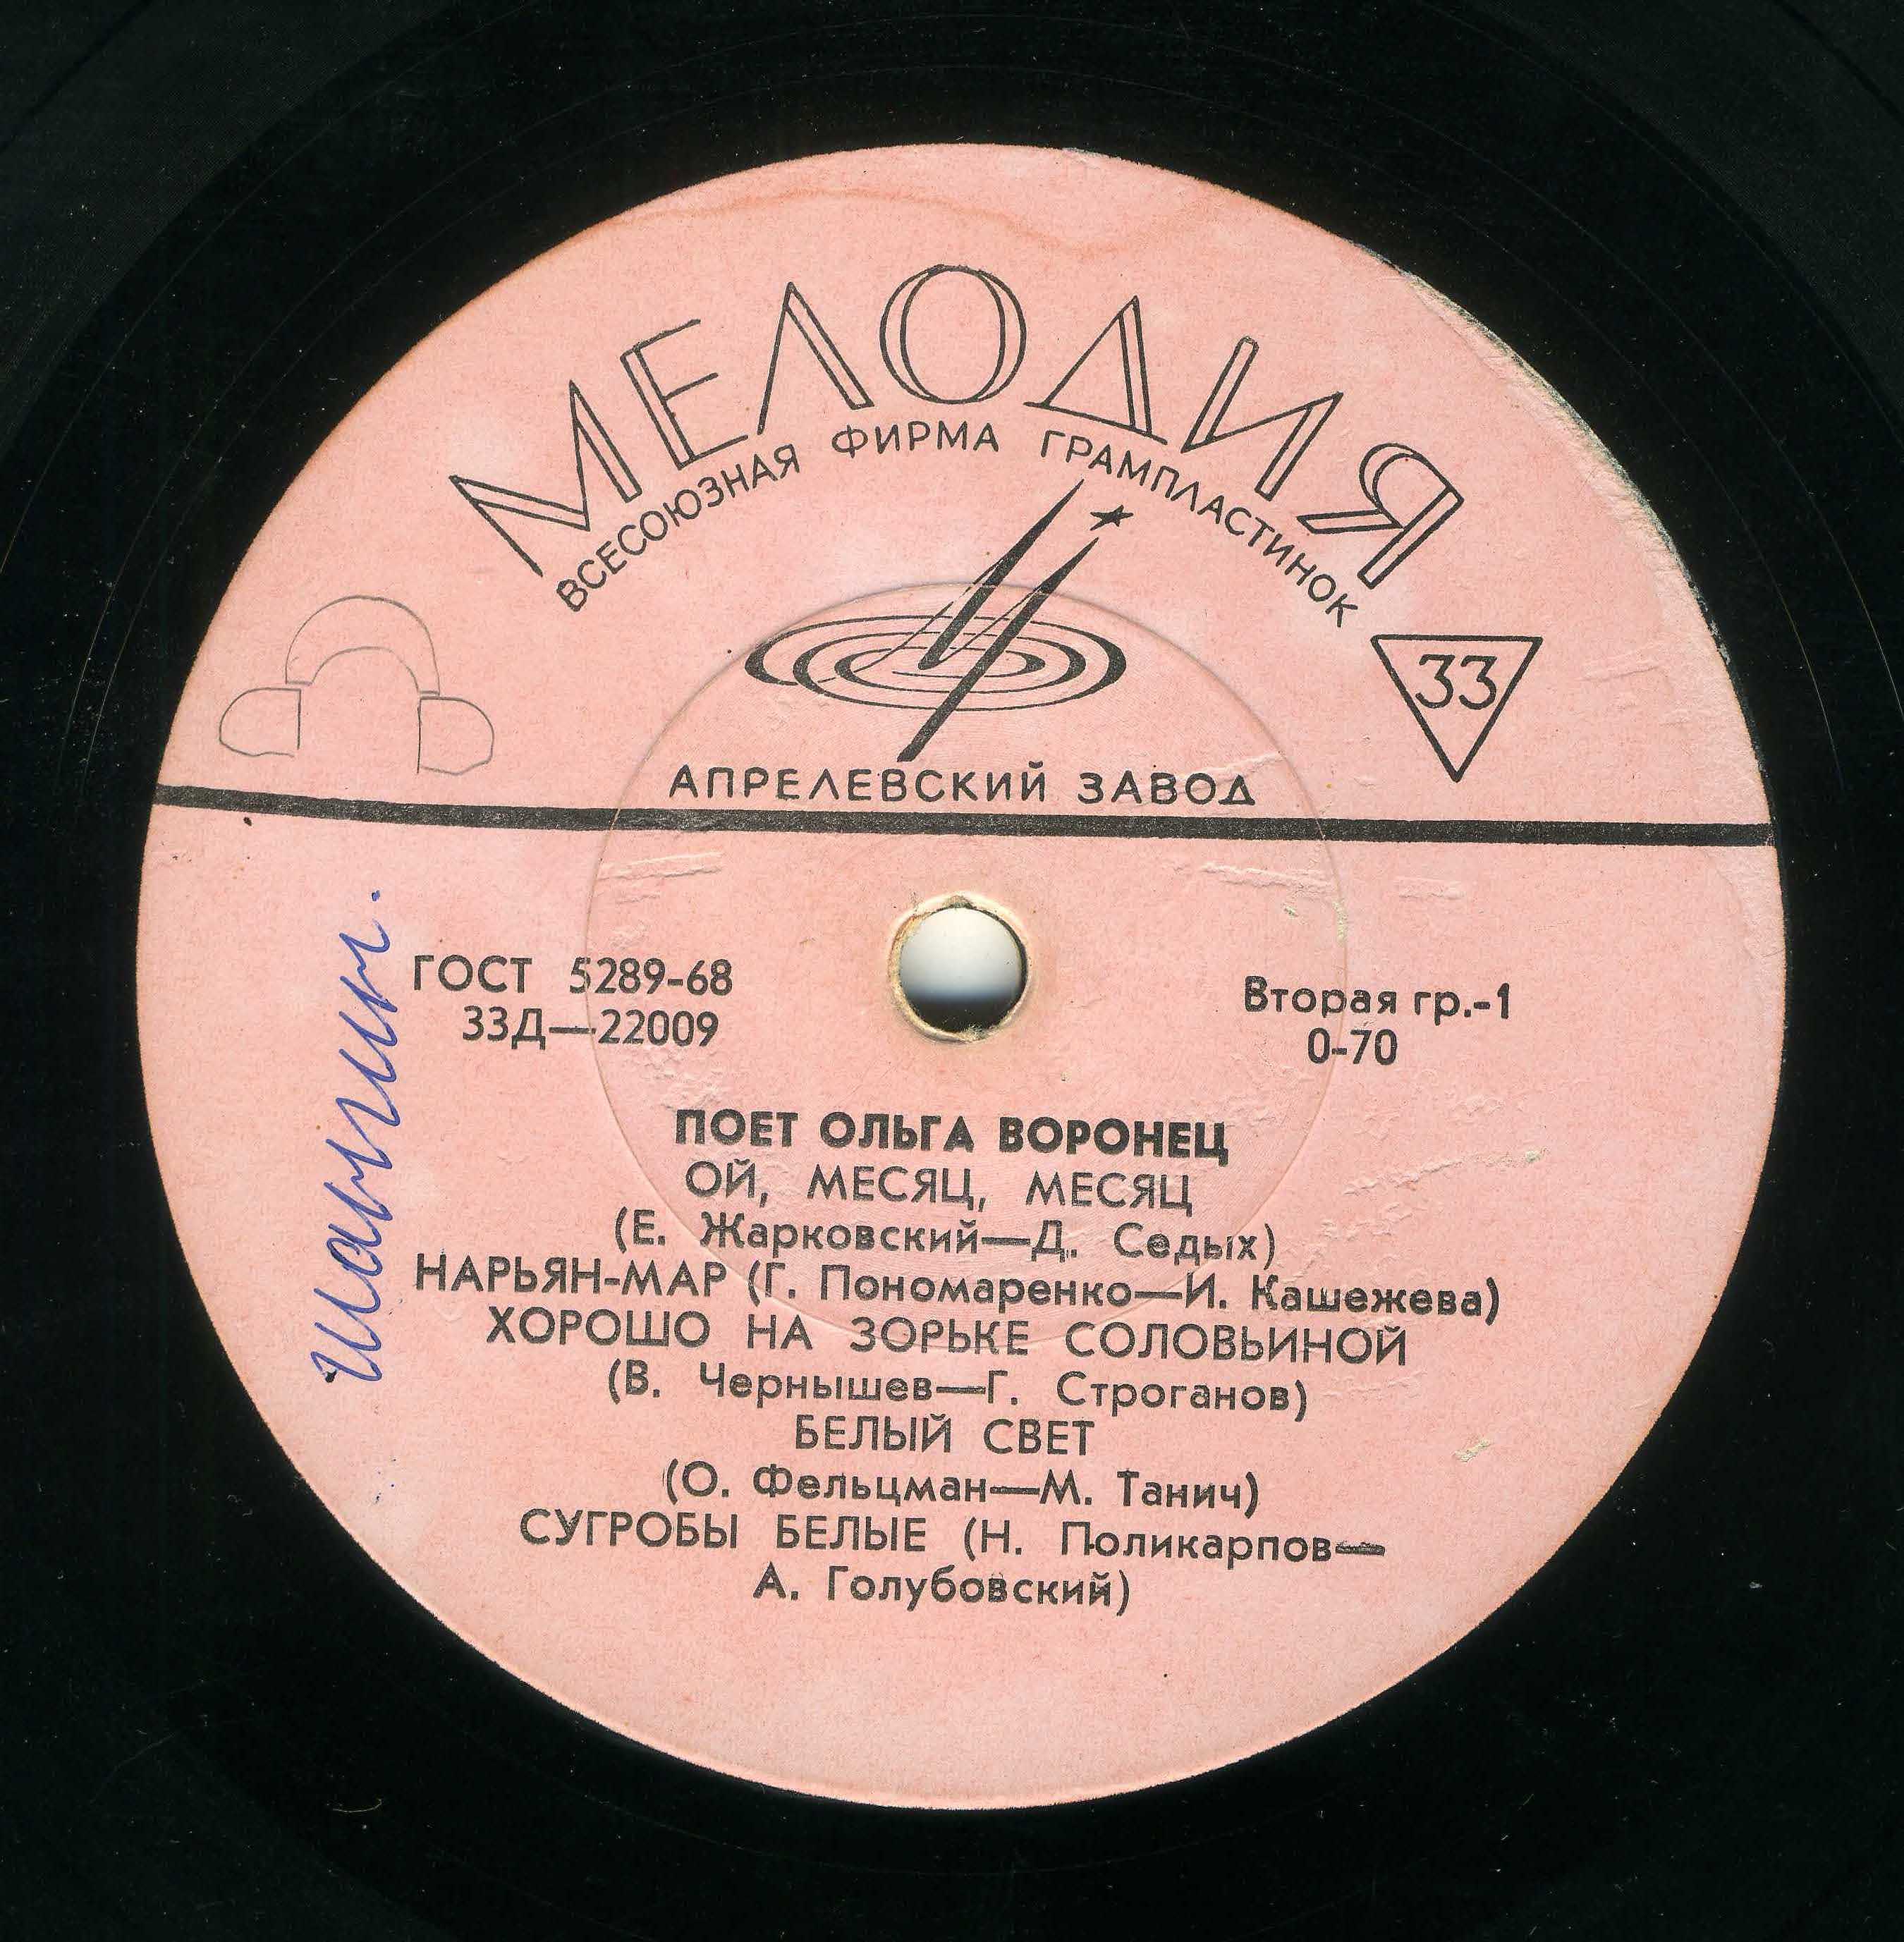 МЕЛОДИЯ
ВСЕСОЮЗНАЯ ФИРМА ГРАМПЛАСТИНОК
33
АПРЕЛЕВСКИЙ ЗАВОД
ГОСТ 5289-68
33Д—22009
Вторая гр.-1
0-70
ПОЕТ ОЛЬГА ВОРОНЕЦ
ОЙ, МЕСЯЦ, МЕСЯЦ
(Е. Жарковский—Д. Седых)
НАРЬЯН-МАР (Г. Пономаренко—И. Кашежева)
ХОРОШО НА ЗОРЬКЕ СОЛОВЬИНОЙ
(В. Чернышев—Г. Строганов)
БЕЛЫЙ СВЕТ
(О. Фельцман—М. Танич)
СУГРОБЫ БЕЛЫЕ (Н. Поликарпов—
А. Голубовский)